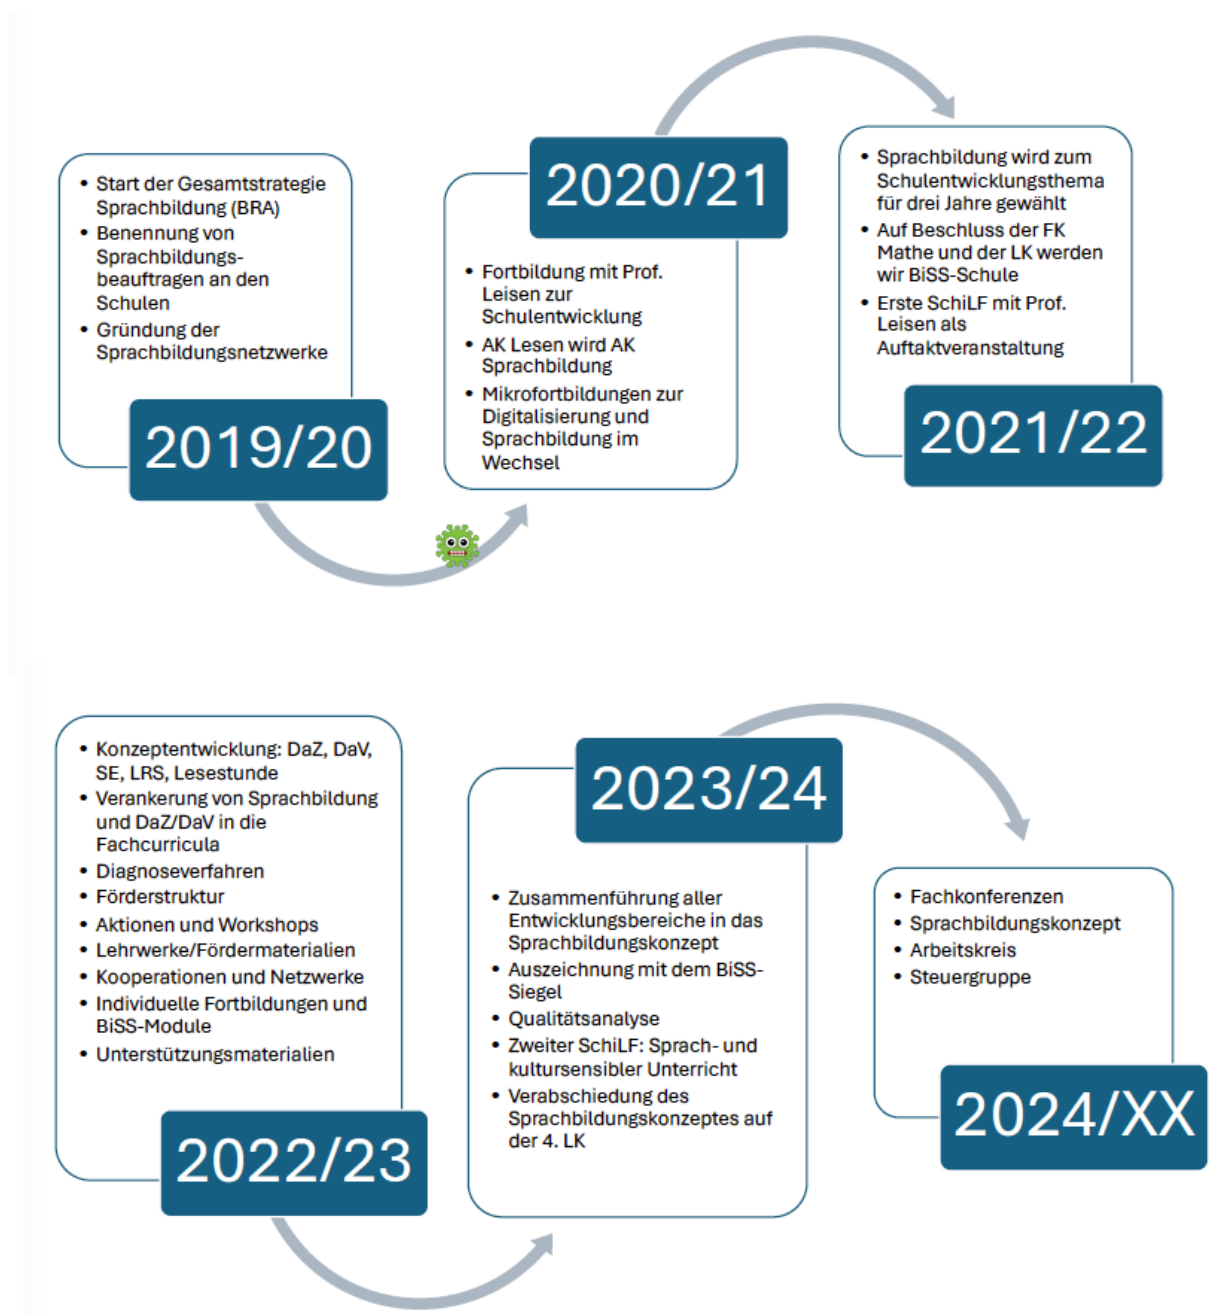 • Start der Gesamtstrategie
Sprachbildung (BRA)
• Benennung von
Sprachbildungs-
beauftragen an den
Schulen
• Gründung der
Sprachbildungsnetzwerke
2019/20
2020/21
• Fortbildung mit Prof.
Leisen zur
Schulentwicklung
• AK Lesen wird AK
Sprachbildung
• Mikrofortbildungen zur
Digitalisierung und
Sprachbildung im
Wechsel
• Sprachbildung wird zum
Schulentwicklungsthema
für drei Jahre gewählt
• Auf Beschluss der FK
Mathe und der LK werden
wir BiSS-Schule
• Erste SchiLF mit Prof.
Leisen als
Auftaktveranstaltung
2021/22
• Konzeptentwicklung: DaZ, DaV,
SE, LRS, Lesestunde
• Verankerung von Sprachbildung
und DaZ/DaV in die
Fachcurricula
• Diagnoseverfahren
• Förderstruktur
• Aktionen und Workshops
• Lehrwerke/Fördermaterialien
• Kooperationen und Netzwerke
• Individuelle Fortbildungen und
BiSS-Module
• Unterstützungsmaterialien
2022/23
2023/24
• Zusammenführung aller
Entwicklungsbereiche in das
Sprachbildungskonzept
• Auszeichnung mit dem BiSS-
Siegel
• Qualitätsanalyse
• Zweiter SchiLF: Sprach- und
kultursensibler Unterricht
• Verabschiedung des
Sprachbildungskonzeptes auf
der 4. LK
• Fachkonferenzen
• Sprachbildungskonzept
• Arbeitskreis
• Steuergruppe
2024/XX